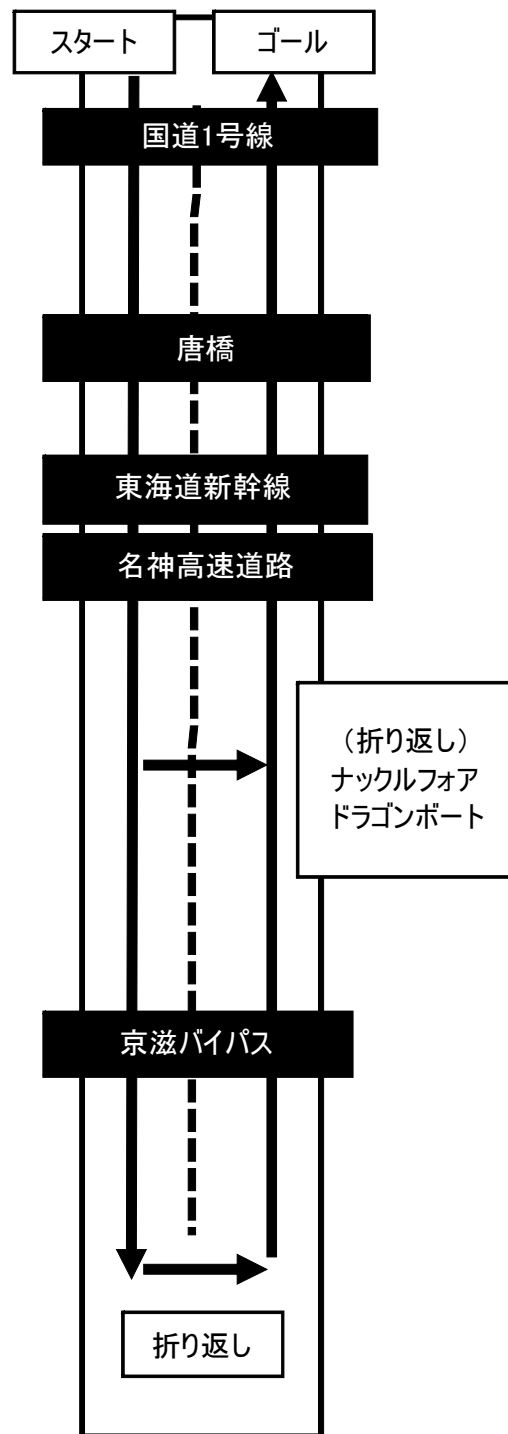 スタート
ゴール
国道1号線
唐橋
東海道新幹線
名神高速道路
（折り返し）
ナックルフォア
ドラゴンボート
京滋バイパス
折り返し